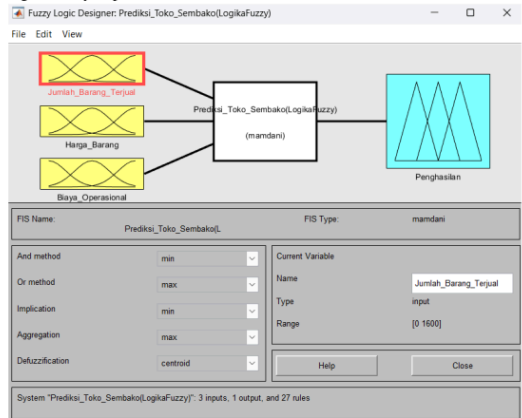 Fuzzy Logic Designer: Prediksi_Toko_Sembako(LogikaFuzzy)
File Edit View
Jumlah_Barang_Terjual
Harga_Barang
Biaya_Operasional
Prediksi_Toko_Sembako(LogikaFuzzy)
(mamdani)
Penghasilan
FIS Name: Prediksi_Toko_Sembako(L
FIS Type: mamdani
And method min
Or method max
Implication min
Aggregation max
Defuzzification centroid
Current Variable
Name Jumlah_Barang_Terjual
Type input
Range [0 1600]
Help Close
System "Prediksi_Toko_Sembako(LogikaFuzzy)": 3 inputs, 1 output, and 27 rules